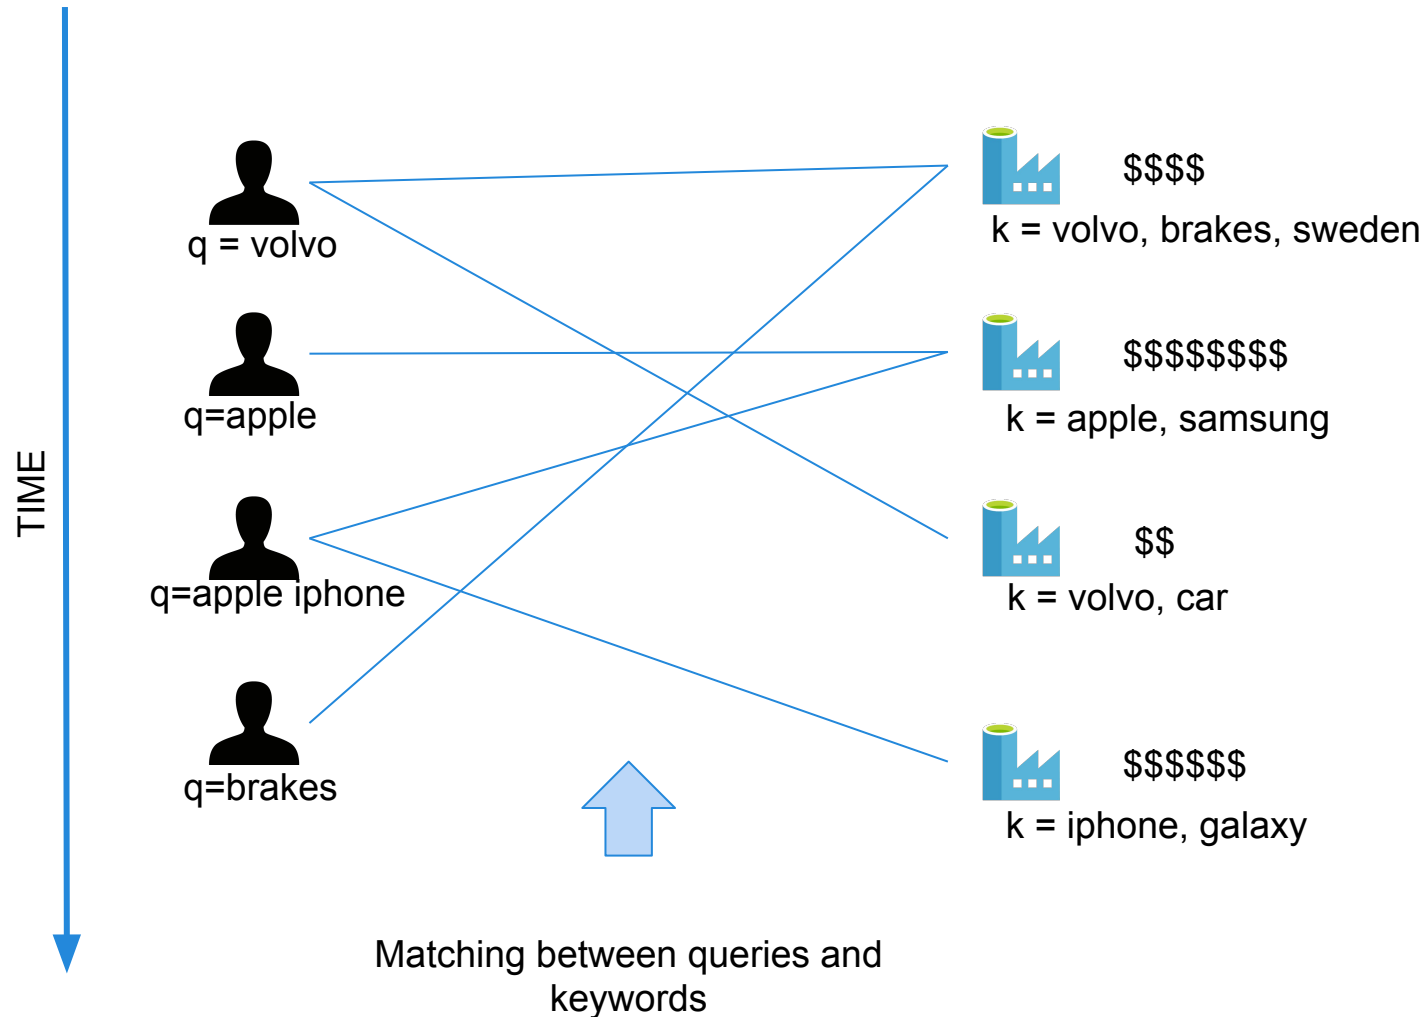 TIME
q = volvo
$$$$
k = volvo, brakes, sweden
q=apple
$$$$$$$$
k = apple, samsung
q=apple iphone
$$
k = volvo, car
q=brakes
$$$$$$
k = iphone, galaxy
Matching between queries and
keywords